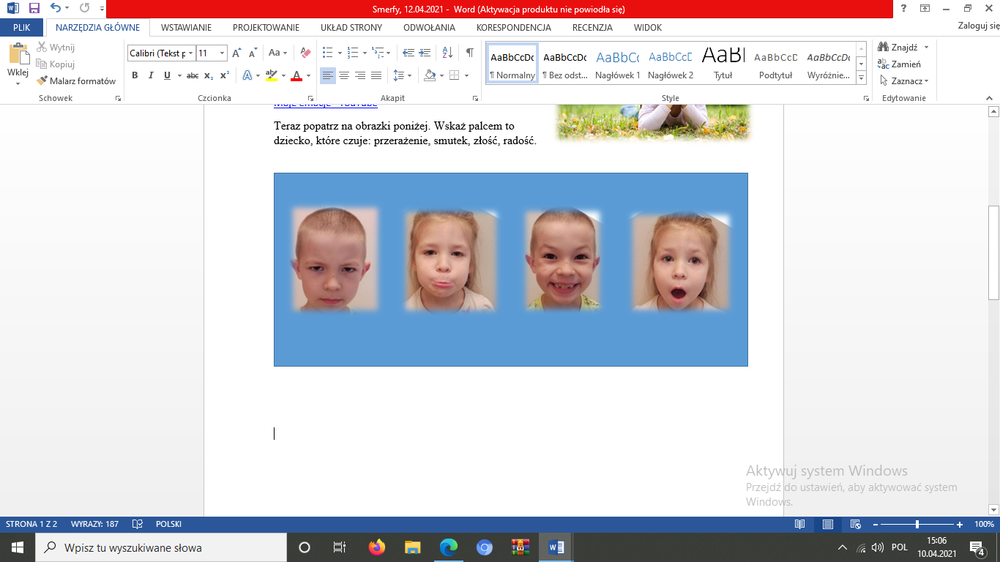 Smerfy, 12.04.2021 - Word (Aktywacja produktu nie powiodła się)
?
PLIK
NARZĘDZIA GŁÓWNE
WSTAWIANIE
PROJEKTOWANIE
UKŁAD STRONY
ODWOŁANIA
KORESPONDENCJA
RECENZJA
WIDOK
Zaloguj się
Wklej
Wytnij
Kopiuj
Malarz formatów
Schowek
Calibri (Tekst p
11
Aa
B I U abc x₂ x²
Czcionka
Akapit
AaBbCcDc
¶ Normalny
AaBbCcDc
¶ Bez odst...
AaBbCc
Nagłówek 1
AaBbCcD
Nagłówek 2
AaBl
Tytuł
AaBbCcD
Podtytuł
AaBbCcDc
Wyróżnie...
Style
Znajdź
Zamień
Zaznacz
Edytowanie
Moje emocje - YouTube
Teraz popatrz na obrazki poniżej. Wskaż palcem to
dziecko, które czuje: przerażenie, smutek, złość, radość.
Aktywuj system Windows
Przejdź do ustawień, aby aktywować system
Windows.
STRONA 1 Z 2
WYRAZY: 187
POLSKI
100%
Wpisz tu wyszukiwane słowa
POL
15:06
10.04.2021
4